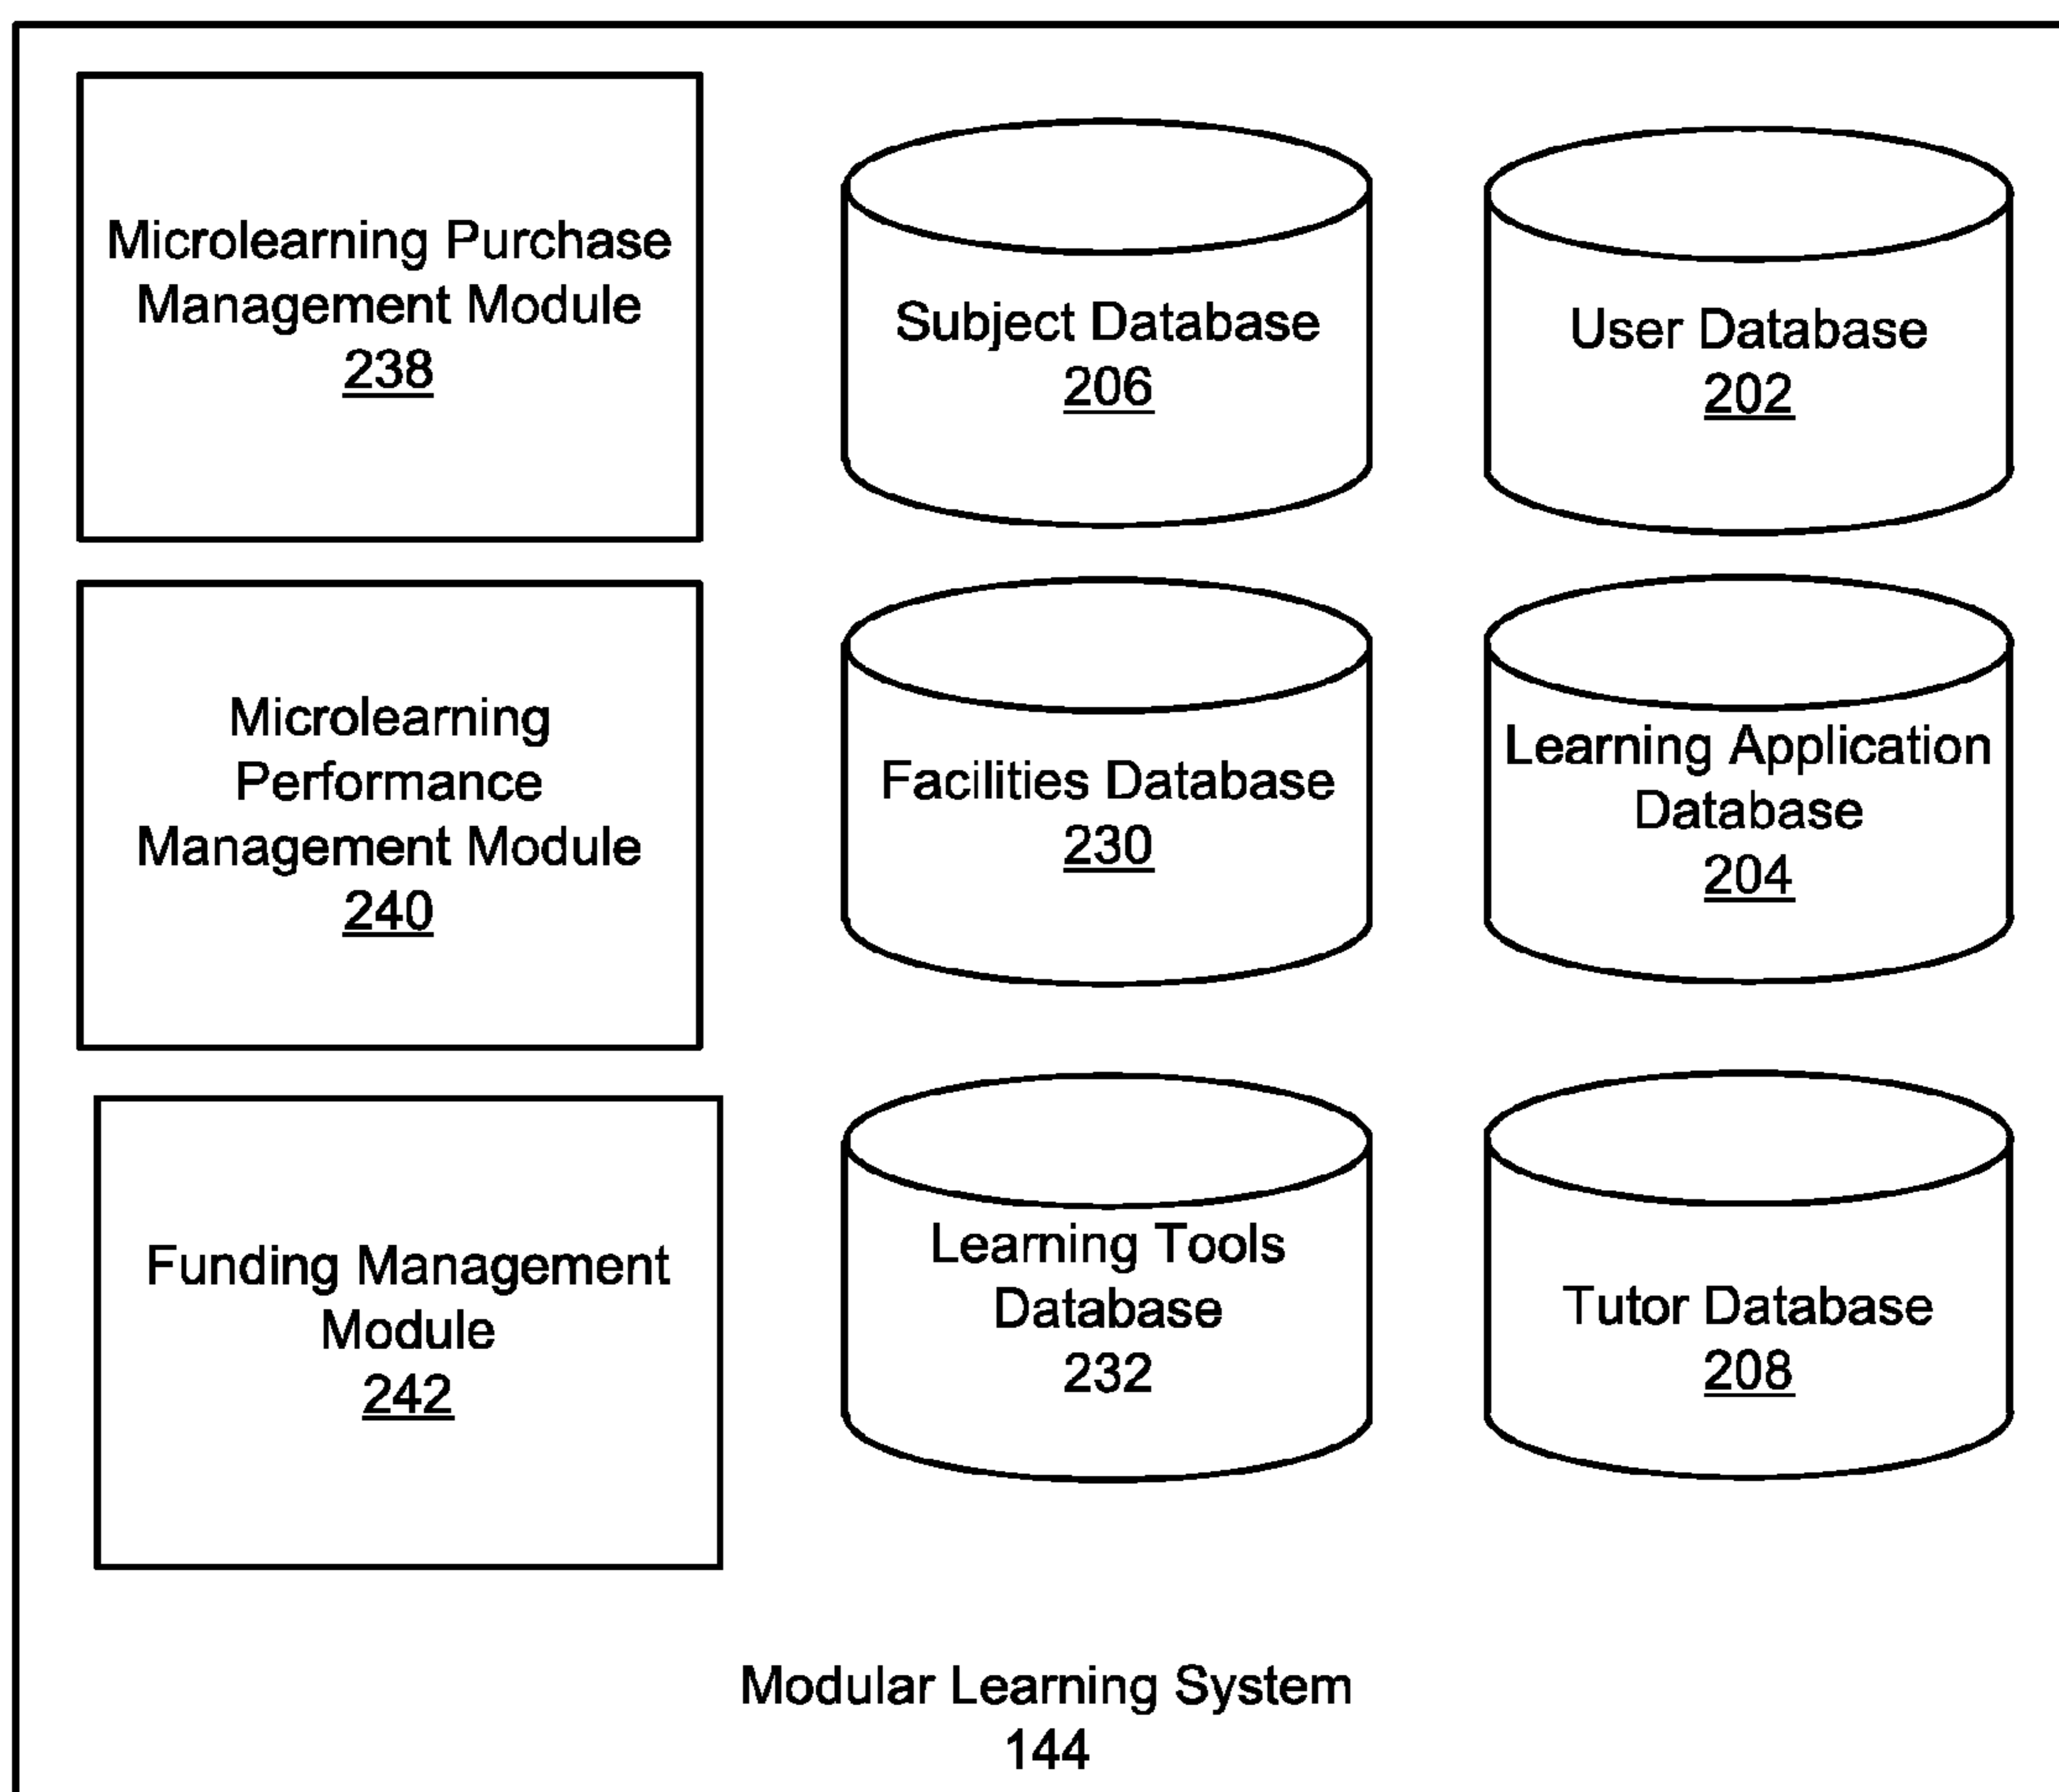 Microlearning Purchase
Management Module
238
Subject Database
206
User Database
202
Microlearning
Performance
Management Module
240
Facilities Database
230
Learning Application
Database
204
Funding Management
Module
242
Learning Tools
Database
232
Tutor Database
208
Modular Learning System
144